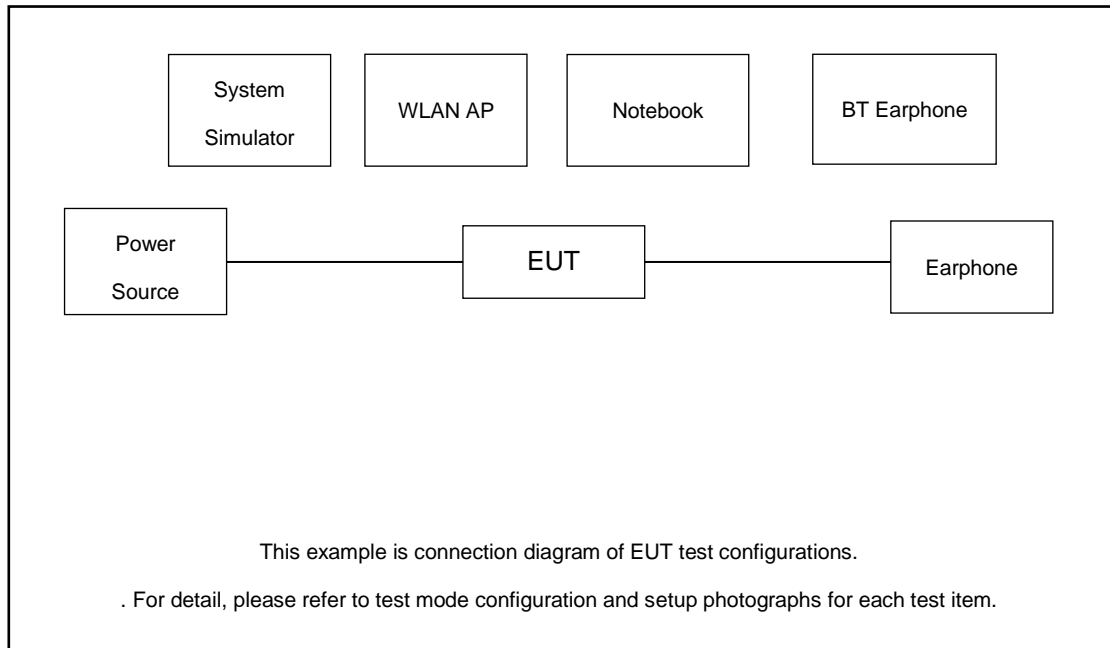 System
Simulator
WLAN AP
Notebook
BT Earphone
Power
Source
EUT
Earphone
This example is connection diagram of EUT test configurations.
. For detail, please refer to test mode configuration and setup photographs for each test item.